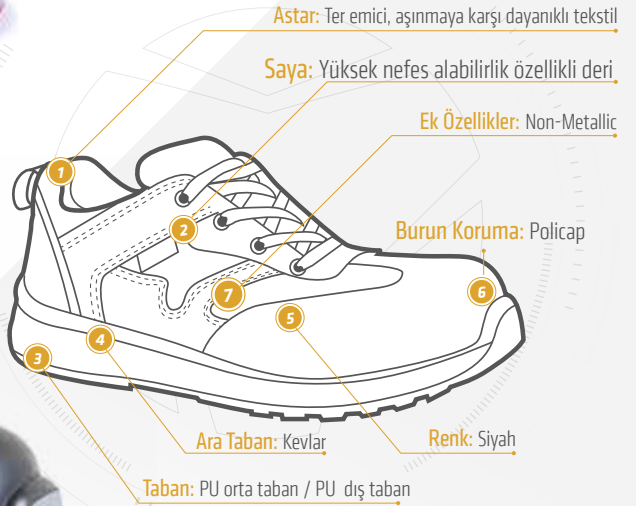 Astar: Ter emici, aşınmaya karşı dayanıklı tekstil
Saya: Yüksek nefes alabilirlik özellikli deri
Ek Özellikler: Non-Metallic
Burun Koruma: Policap
1
2
6
7
5
4
3
Ara Taban: Kevlar
Renk: Siyah
Taban: PU orta taban / PU dış taban